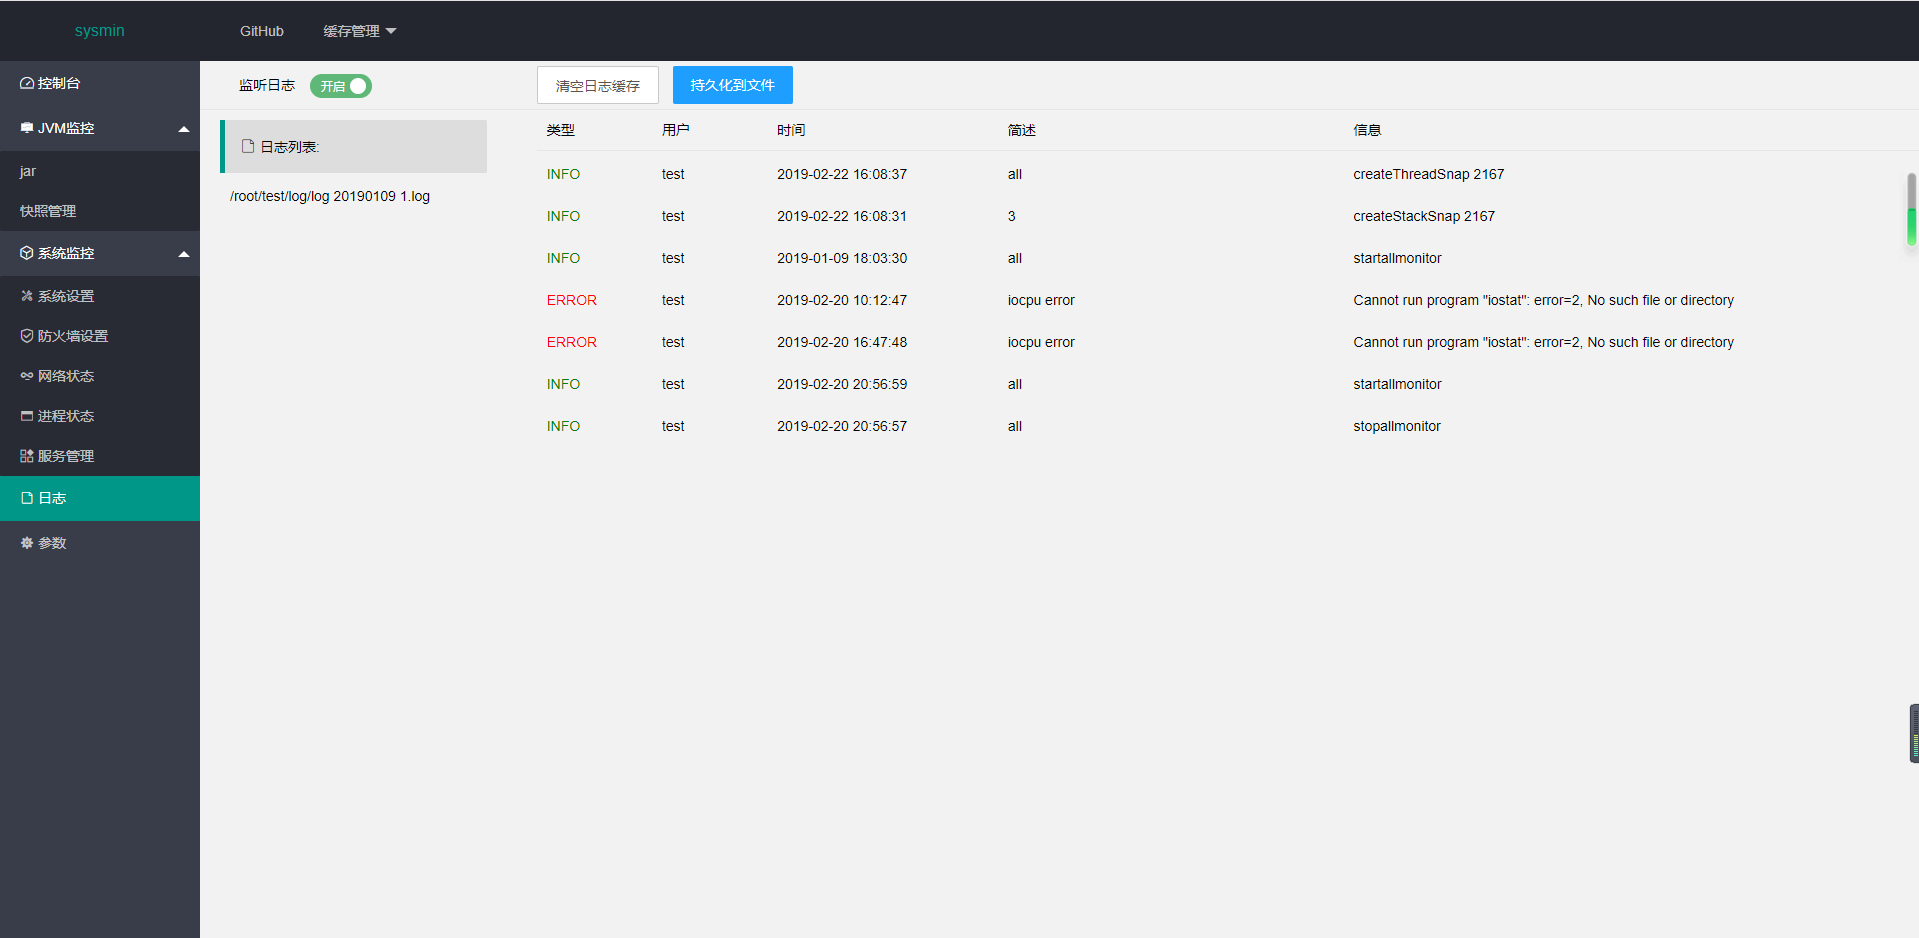 sysmin GitHub 缓存管理
控制台
JVM监控
jar
快照管理
系统监控
系统设置
防火墙设置
网络状态
进程状态
服务管理
日志
参数
监听日志 开启 清空日志缓存 持久化到文件
日志列表:
/root/test/log/log 20190109 1.log
类型 用户 时间 简述 信息
INFO test 2019-02-22 16:08:37 all createThreadSnap 2167
INFO test 2019-02-22 16:08:31 3 createStackSnap 2167
INFO test 2019-01-09 18:03:30 all startallmonitor
ERROR test 2019-02-20 10:12:47 iocpu error Cannot run program "iostat": error=2, No such file or directory
ERROR test 2019-02-20 16:47:48 iocpu error Cannot run program "iostat": error=2, No such file or directory
INFO test 2019-02-20 20:56:59 all startallmonitor
INFO test 2019-02-20 20:56:57 all stopallmonitor